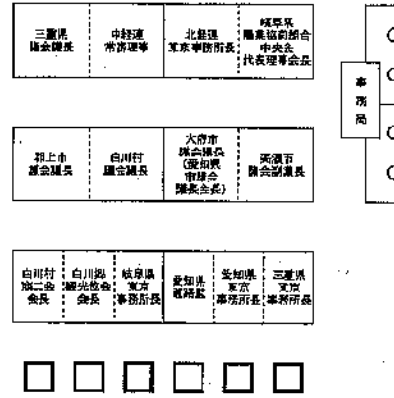 三重県
議会議長
中経連
常務理事
北経連
東京事務所長
岐阜県
農業協同組合
中央会
代表理事会長
事務局
郡上市
議会議長
白川村
議会議長
大府市
議会議長
(愛知県
市議会
議長会長)
市
議会副議長
白川村
商工会
会長
白川郷
観光協会
会長
岐阜県
東京
事務所長
愛知県
道路監
愛知県
東京
事務所長
三重県
東京
事務所長